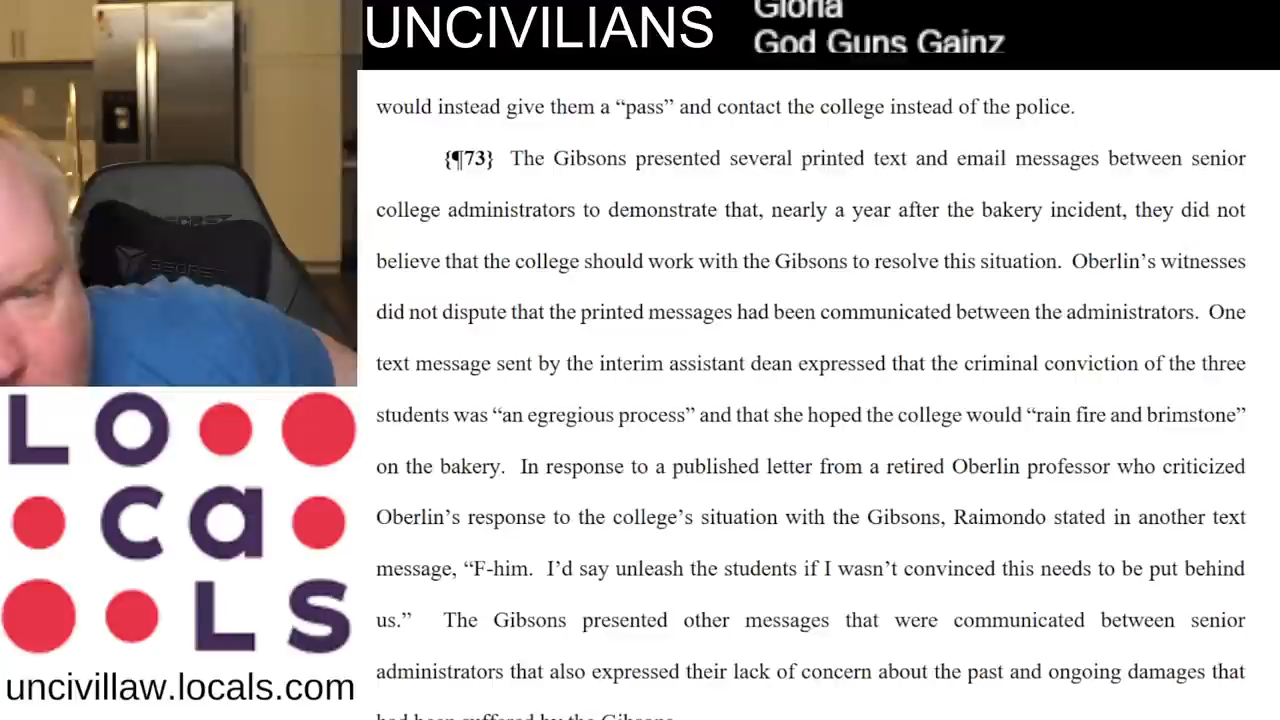 UNCIVILIANS
Gloria
God Guns Gainz
would instead give them a “pass” and contact the college instead of the police.
{¶73} The Gibsons presented several printed text and email messages between senior
college administrators to demonstrate that, nearly a year after the bakery incident, they did not
believe that the college should work with the Gibsons to resolve this situation. Oberlin’s witnesses
did not dispute that the printed messages had been communicated between the administrators. One
text message sent by the interim assistant dean expressed that the criminal conviction of the three
students was “an egregious process” and that she hoped the college would “rain fire and brimstone”
on the bakery. In response to a published letter from a retired Oberlin professor who criticized
Oberlin’s response to the college’s situation with the Gibsons, Raimondo stated in another text
message, “F-him. I’d say unleash the students if I wasn’t convinced this needs to be put behind
us.” The Gibsons presented other messages that were communicated between senior
administrators that also expressed their lack of concern about the past and ongoing damages that
had been suffered by the Gibsons.
LO
ca
LS
uncivillaw.locals.com